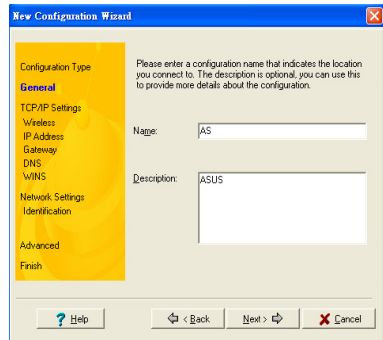 New Configuration Wizard
Configuration Type
General
TCP/IP Settings
Wireless
IP Address
Gateway
DNS
WINS
Network Settings
Identification
Advanced
Finish
Please enter a configuration name that indicates the location
you connect to. The description is optional, you can use this
to provide more details about the configuration.
Name: AS
Description: ASUS
? Help
< Back
Next >
Cancel